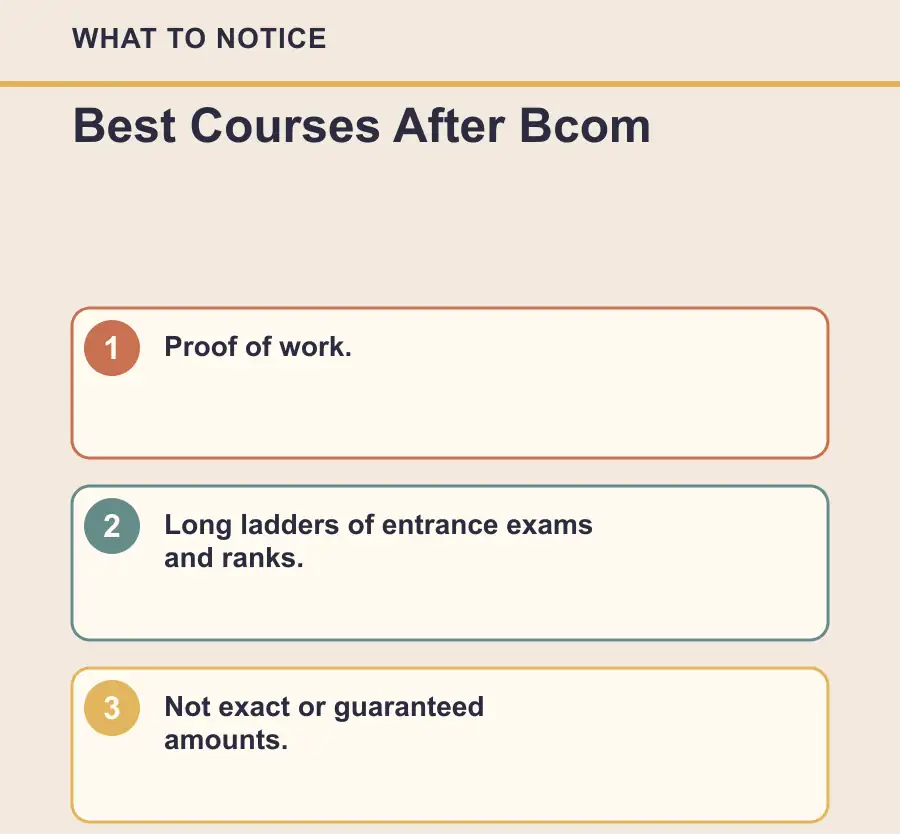 WHAT TO NOTICE
Best Courses After Bcom
1
Proof of work.
2
Long ladders of entrance exams
and ranks.
3
Not exact or guaranteed
amounts.